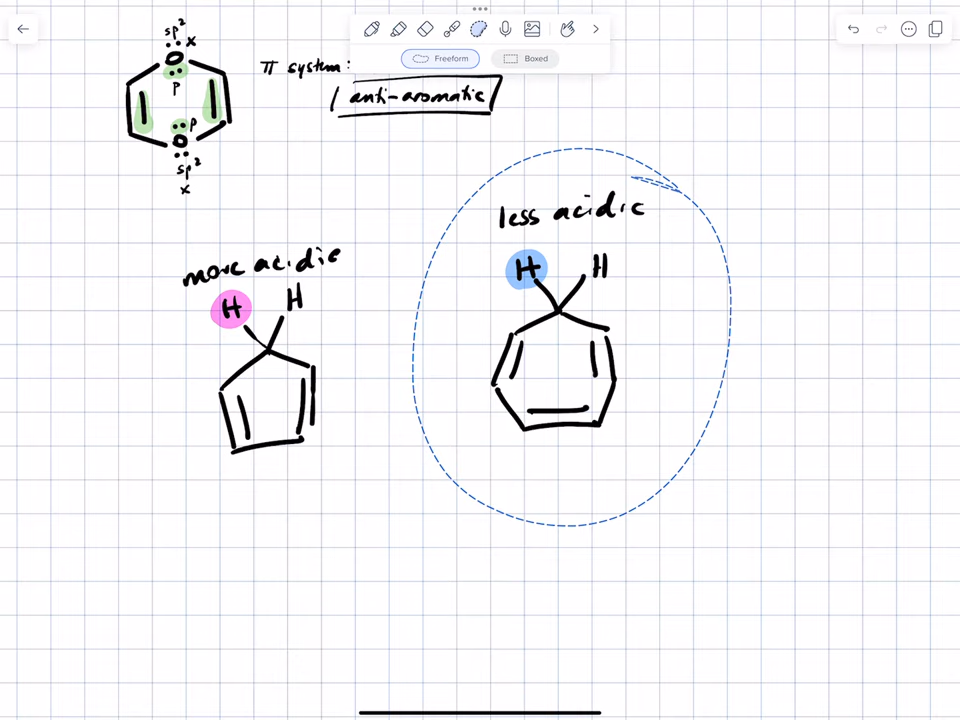 Freeform
Boxed
sp²
x
O
p
π system:
anti-aromatic
p
O
sp²
x
less acidic
H H
more acidic
H H